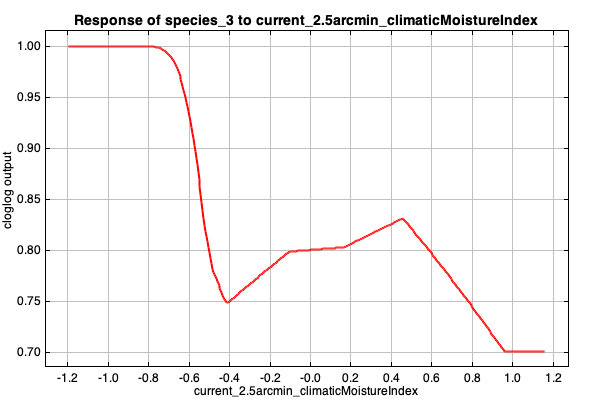 Response of species_3 to current_2.5arcmin_climaticMoistureIndex
1.00
0.95
0.90
0.85
0.80
0.75
0.70
cloglog output
-1.2 -1.0 -0.8 -0.6 -0.4 -0.2 -0.0 0.2 0.4 0.6 0.8 1.0 1.2
current_2.5arcmin_climaticMoistureIndex